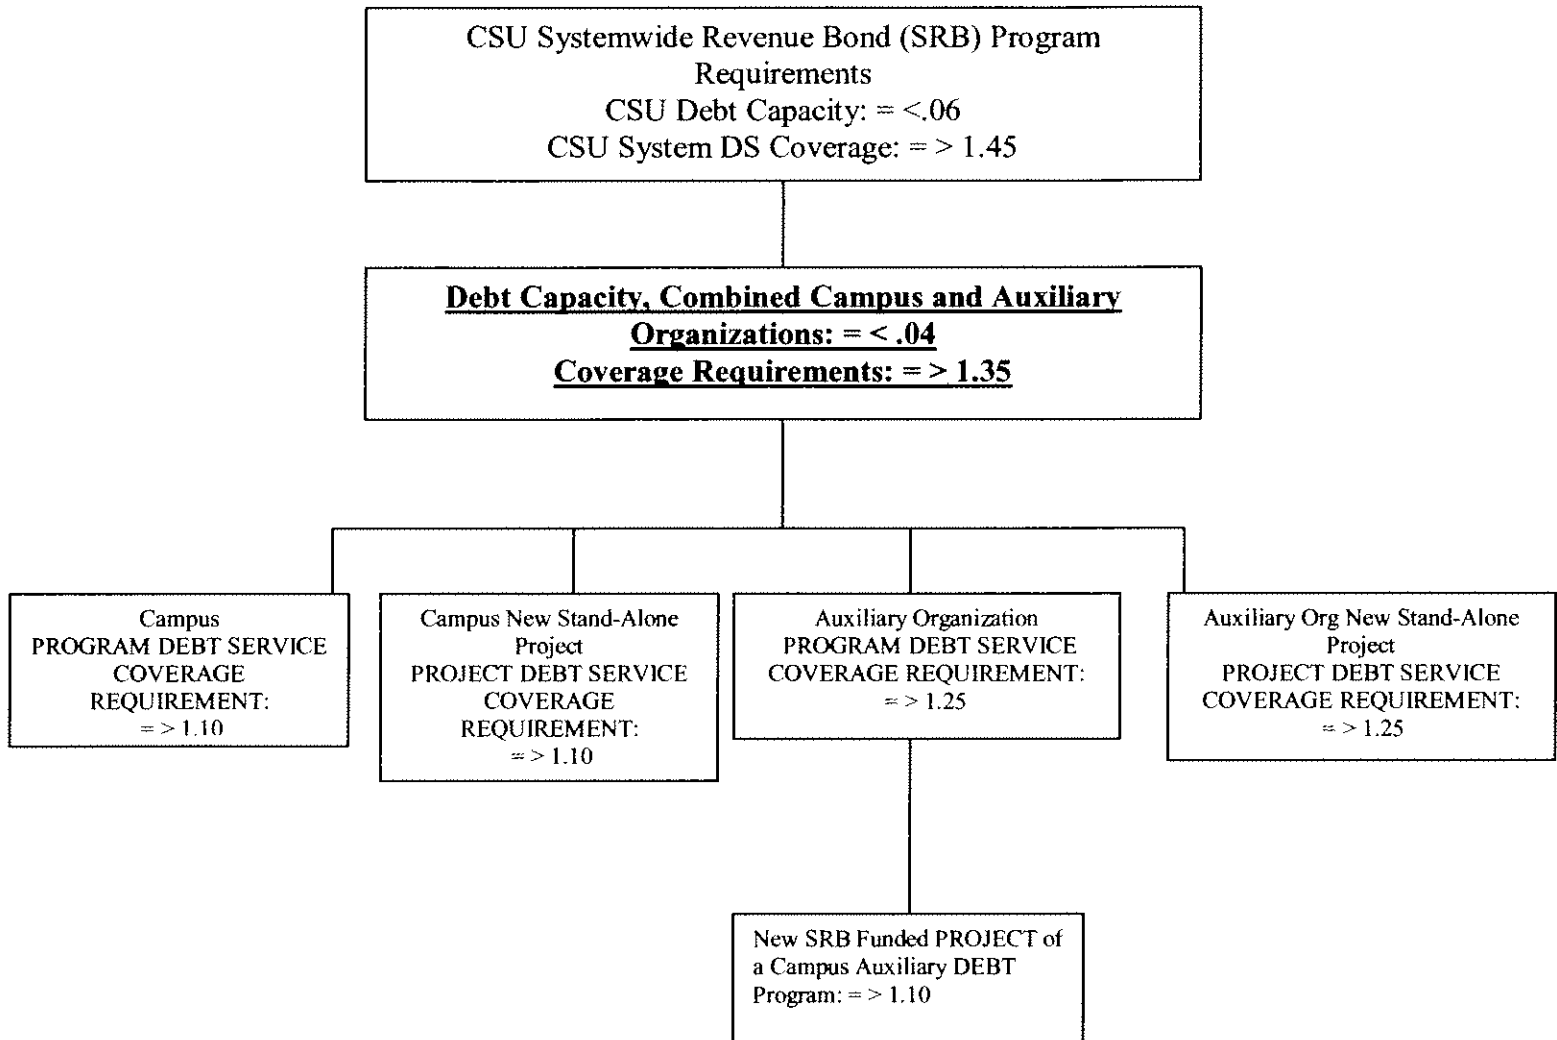 CSU Systemwide Revenue Bond (SRB) Program
Requirements
CSU Debt Capacity: = <.06
CSU System DS Coverage: = > 1.45
Debt Capacity, Combined Campus and Auxiliary
Organizations: = < .04
Coverage Requirements: = > 1.35
Campus
PROGRAM DEBT SERVICE
COVERAGE
REQUIREMENT:
= > 1.10
Campus New Stand-Alone
Project
PROJECT DEBT SERVICE
COVERAGE
REQUIREMENT:
= > 1.10
Auxiliary Organization
PROGRAM DEBT SERVICE
COVERAGE REQUIREMENT:
= > 1.25
Auxiliary Org New Stand-Alone
Project
PROJECT DEBT SERVICE
COVERAGE REQUIREMENT:
= > 1.25
New SRB Funded PROJECT of
a Campus Auxiliary DEBT
Program: = > 1.10